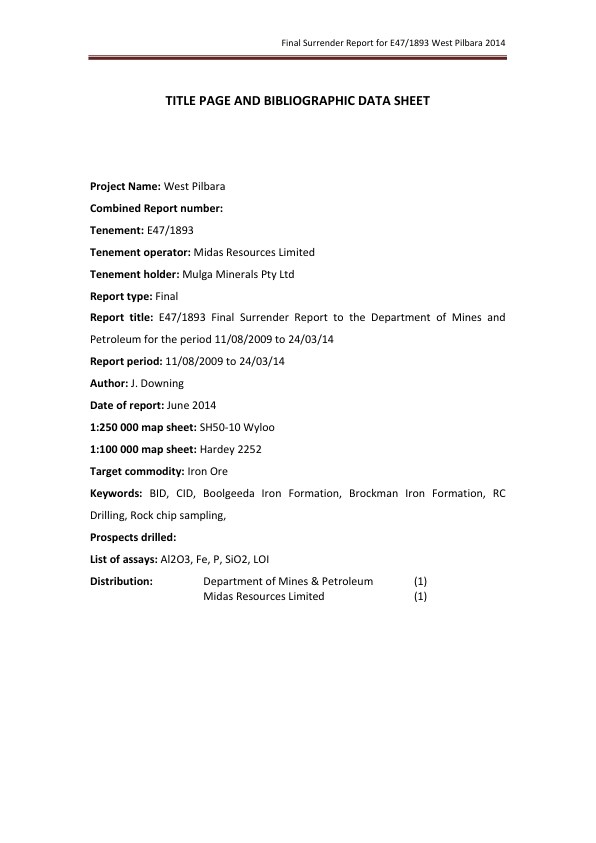 Final Surrender Report for E47/1893 West Pilbara 2014
TITLE PAGE AND BIBLIOGRAPHIC DATA SHEET
Project Name: West Pilbara
Combined Report number:
Tenement: E47/1893
Tenement operator: Midas Resources Limited
Tenement holder: Mulga Minerals Pty Ltd
Report type: Final
Report title: E47/1893 Final Surrender Report to the Department of Mines and
Petroleum for the period 11/08/2009 to 24/03/14
Report period: 11/08/2009 to 24/03/14
Author: J. Downing
Date of report: June 2014
1:250 000 map sheet: SH50-10 Wyloo
1:100 000 map sheet: Hardey 2252
Target commodity: Iron Ore
Keywords: BID, CID, Boolgeeda Iron Formation, Brockman Iron Formation, RC
Drilling, Rock chip sampling,
Prospects drilled:
List of assays: Al2O3, Fe, P, SiO2, LOI
Distribution: Department of Mines & Petroleum (1)
Midas Resources Limited (1)